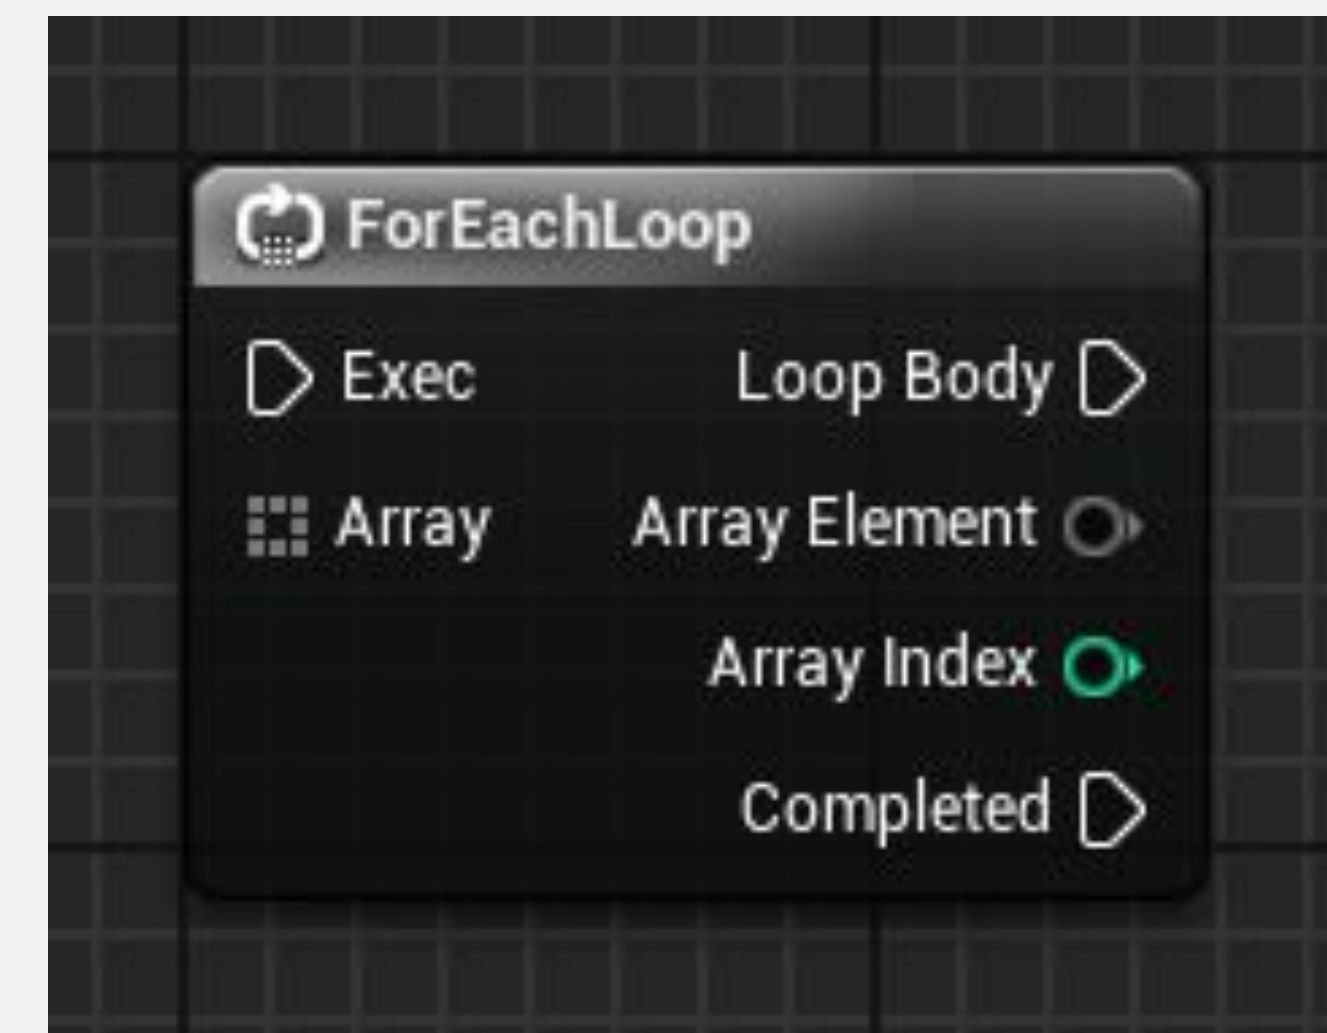 ForEachLoop
Exec
Loop Body
Array
Array Element
Array Index
Completed